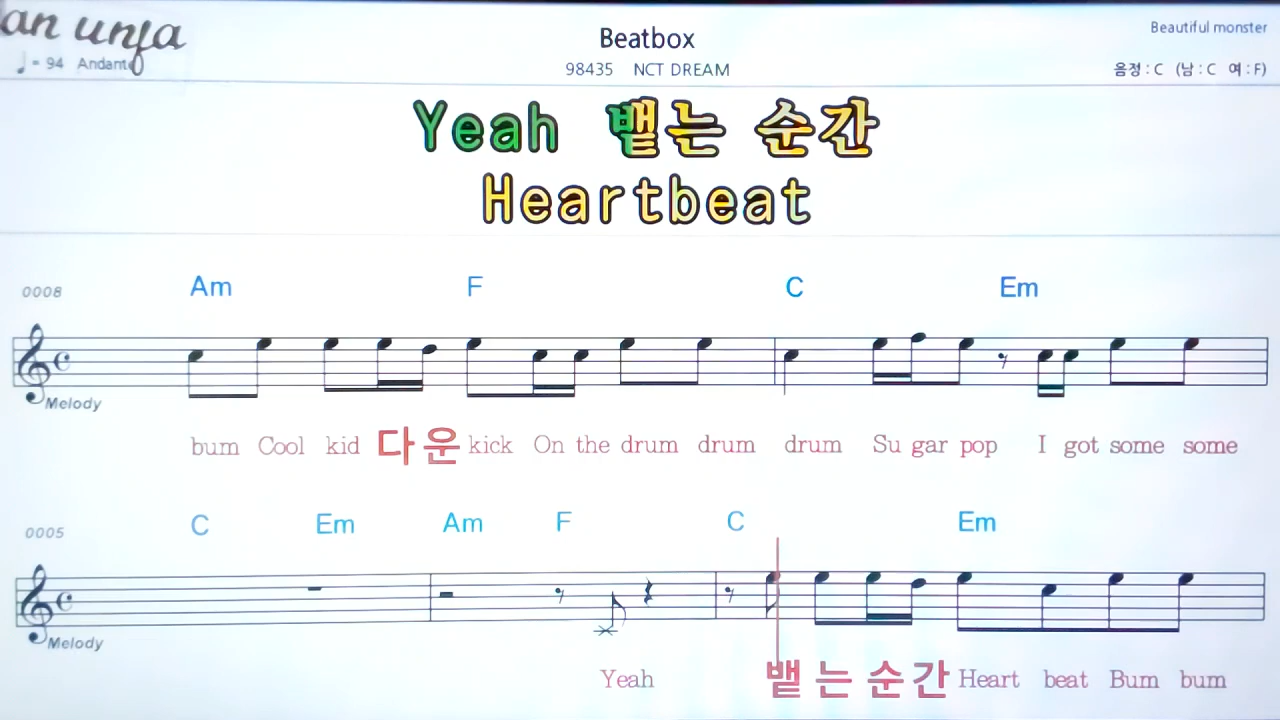 an unfa
Beatbox
Beautiful monster
♩= 94 Andante
98435 NCT DREAM
음정 : C (남 : C 여 : F)
Yeah 뱉는 순간
Heartbeat
0008 Am F C Em
Melody
bum Cool kid 다 운 kick On the drum drum drum Su gar pop I got some some
0005 C Em Am F C Em
Melody
Yeah 뱉 는 순 간 Heart beat Bum bum